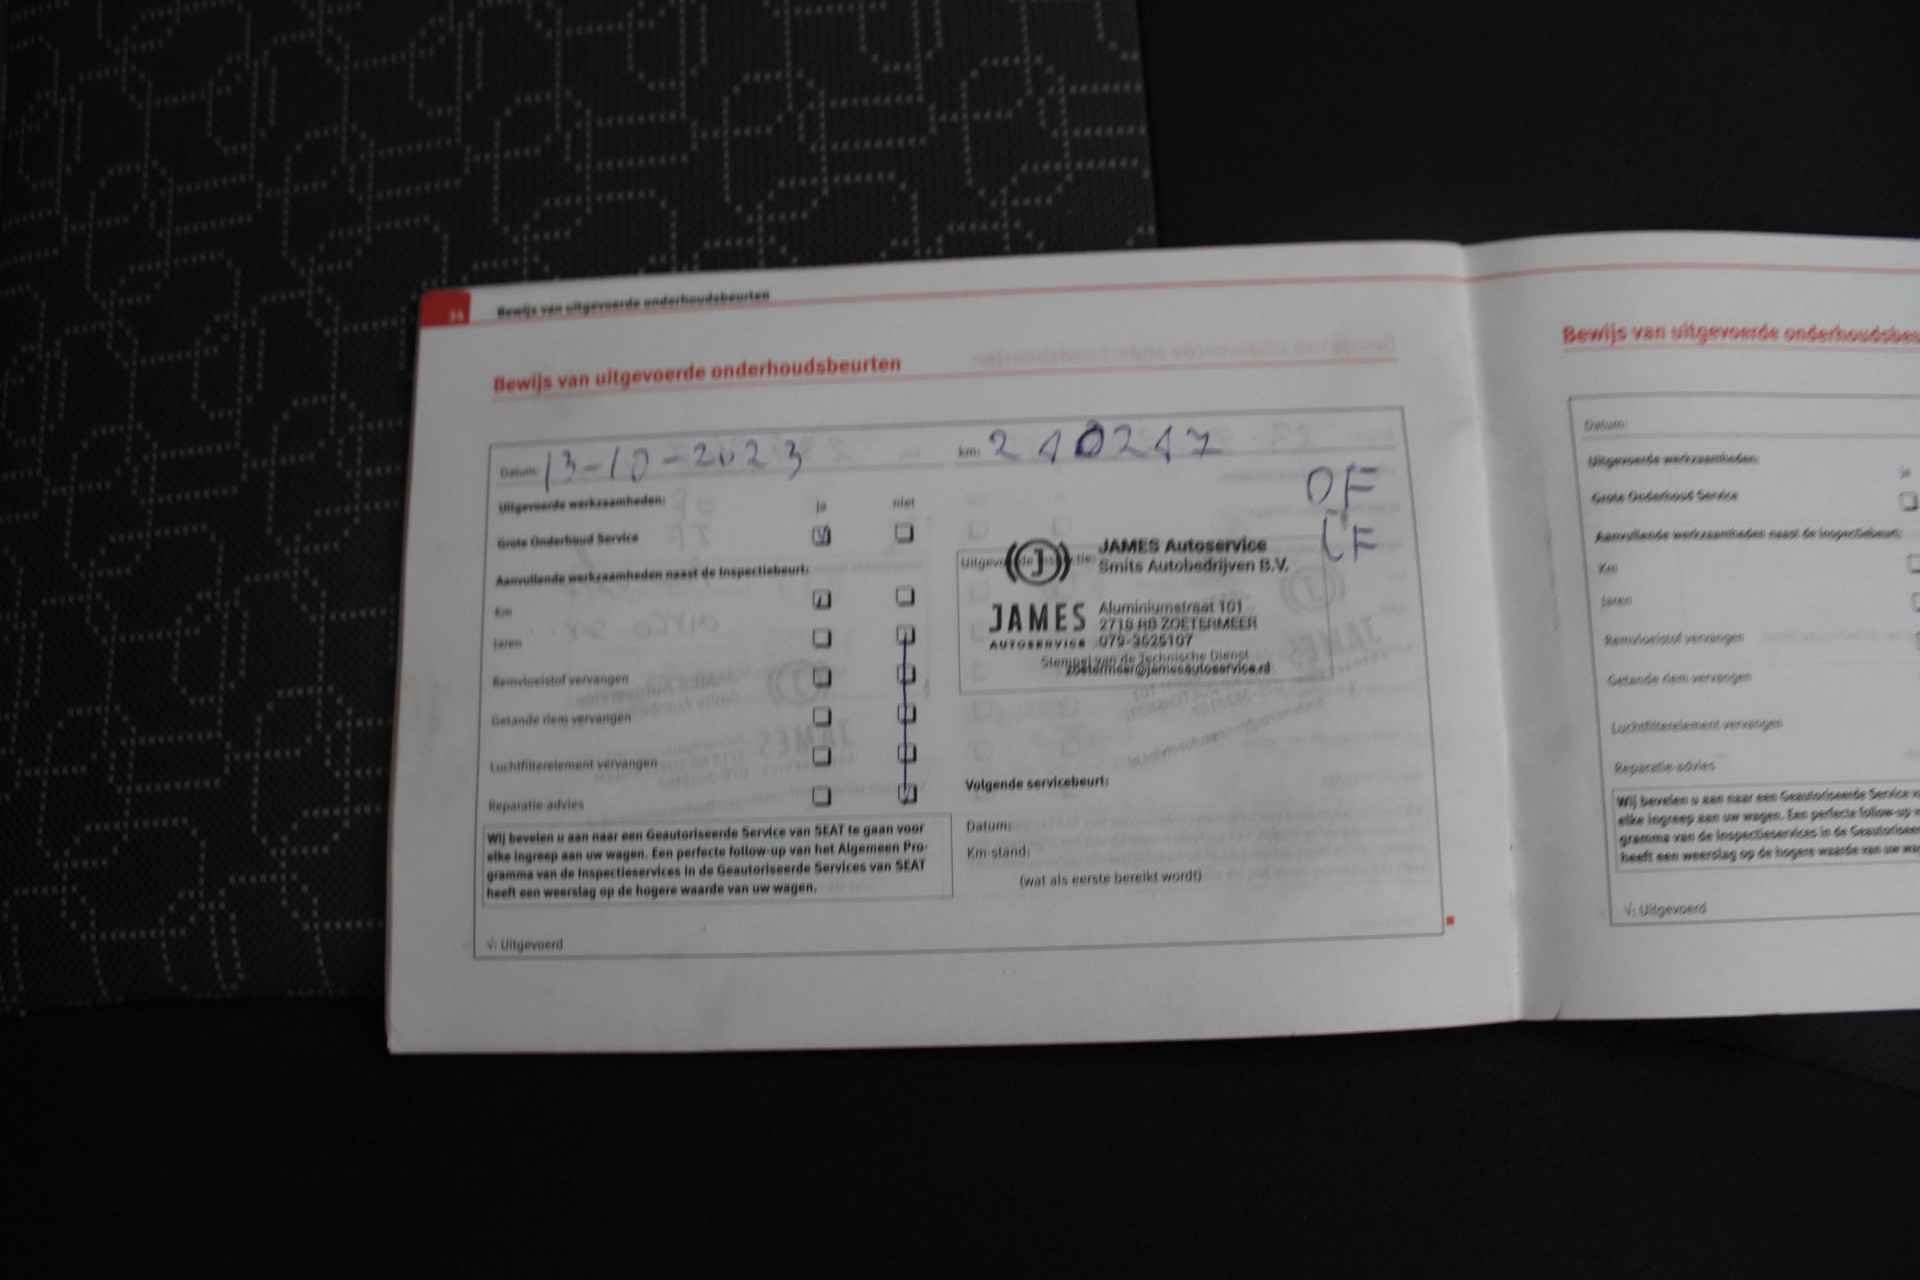 34 Bewijs van uitgevoerde onderhoudsbeurten
Bewijs van uitgevoerde onderhoudsbeurten
Datum: 13-10-2023
km: 210217
Uitgevoerde werkzaamheden:
ja niet
OF
Grote Onderhoud Service
LF
Aanvullende werkzaamheden naast de inspectiebeurt:
Km
Jaren
Remvloeistof vervangen
Getande riem vervangen
Luchtfilterelement vervangen
Reparatie-advies
JAMES Autoservice
Smits Autobedrijven B.V.
JAMES
AUTOSERVICE
Aluminiumstraat 101
2718 RB ZOETERMEER
079-3625107
Stempel van de Technische Dienst
zoetermeer@jamesautoservice.nl
Volgende servicebeurt:
Datum:
Km-stand:
(wat als eerste bereikt wordt)
Wij bevelen u aan naar een Geautoriseerde Service van SEAT te gaan voor
elke ingreep aan uw wagen. Een perfecte follow-up van het Algemeen Pro-
gramma van de Inspectieservices in de Geautoriseerde Services van SEAT
heeft een weerslag op de hogere waarde van uw wagen.
√: Uitgevoerd
Bewijs van uitgevoerde
Datum:
Uitgevoerde werkzaamheden:
ja
Grote Onderhoud Service
Aanvullende werkzaamheden naast de inspectiebeurt:
Km
Jaren
Remvloeistof vervangen
Getande riem vervangen
Luchtfilterelement vervangen
Reparatie-advies
Wij bevelen u aan naar een Geautoriseerde Service
elke ingreep aan uw wagen. Een perfecte follow-up
gramma van de Inspectieservices in de
heeft een weerslag op de hogere waarde van uw
√: Uitgevoerd